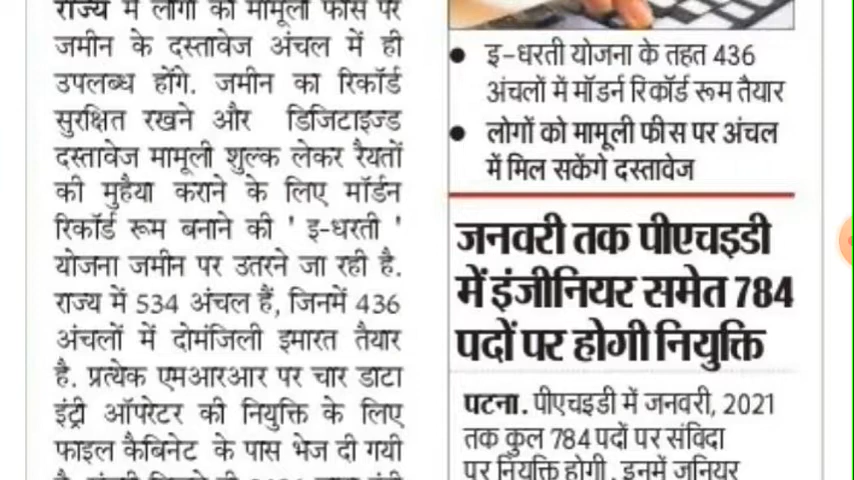 राज्य में लोगों को मामूली फीस पर
जमीन के दस्तावेज अंचल में ही
उपलब्ध होंगे. जमीन का रिकॉर्ड
सुरक्षित रखने और डिजिटाइज्ड
दस्तावेज मामूली शुल्क लेकर रैयतों
की मुहैया कराने के लिए मॉर्डन
रिकॉर्ड रूम बनाने की ' इ-धरती '
योजना जमीन पर उतरने जा रही है.
राज्य में 534 अंचल हैं, जिनमें 436
अंचलों में दोमंजिली इमारत तैयार
है. प्रत्येक एमआरआर पर चार डाटा
इंट्री ऑपरेटर की नियुक्ति के लिए
फाइल कैबिनेट के पास भेज दी गयी
● इ-धरती योजना के तहत 436
अंचलों में मॉडर्न रिकॉर्ड रूम तैयार
● लोगों को मामूली फीस पर अंचल
में मिल सकेंगे दस्तावेज
जनवरी तक पीएचइडी
में इंजीनियर समेत 784
पदों पर होगी नियुक्ति
पटना. पीएचइडी में जनवरी, 2021
तक कुल 784 पदों पर संविदा
पर नियुक्ति होगी . इनमें जूनियर